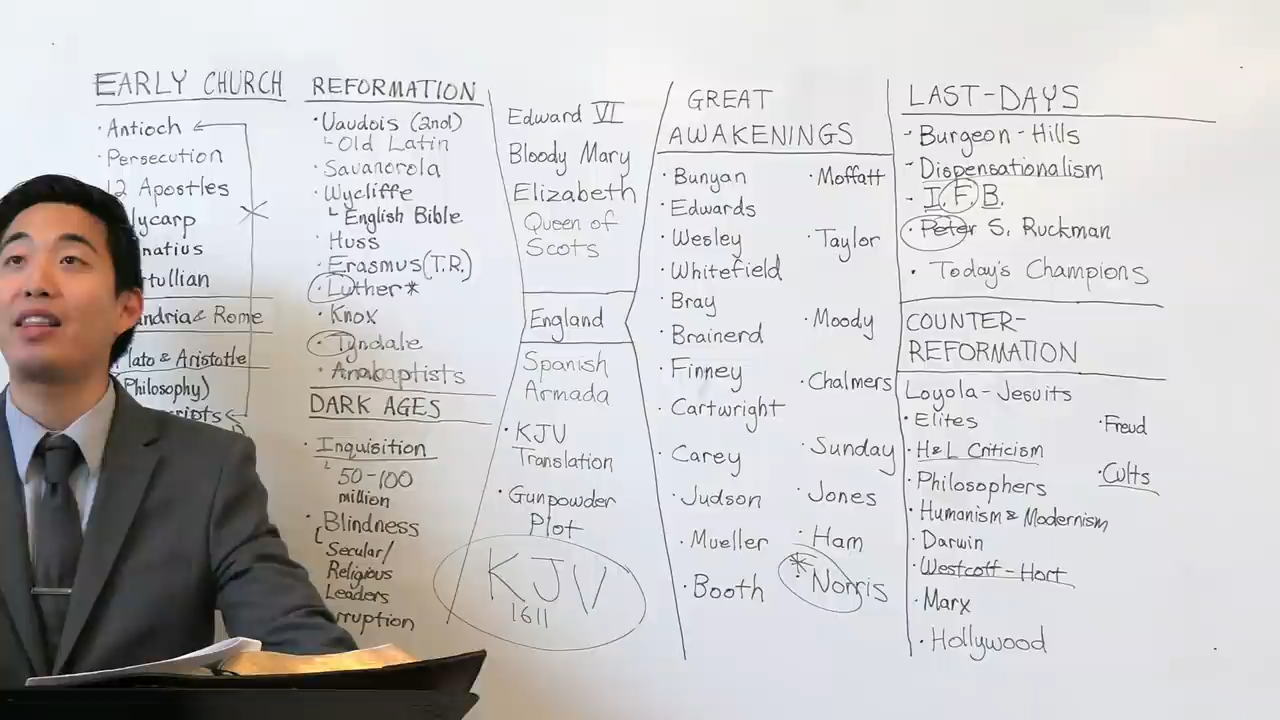 EARLY CHURCH
· Antioch
· Persecution
12 Apostles
lycarp
natius
tullian
ndria & Rome
Plato & Aristotle
(Philosophy)
cripts
REFORMATION
· Vaudois (2nd)
└ Old Latin
· Savanorola
· Wycliffe
└ English Bible
· Huss
· Erasmus (T.R.)
· Luther*
· Knox
· Tyndale
· Anabaptists
DARK AGES
· Inquisition
└ 50-100
million
· Blindness
Secular/
Religious
Leaders
rruption
Edward VI
Bloody Mary
Elizabeth
Queen of
Scots
England
Spanish
Armada
· KJV
Translation
· Gunpowder
Plot
KJV
1611
GREAT
AWAKENINGS
· Bunyan
· Edwards
· Wesley
· Whitefield
· Bray
· Brainerd
· Finney
· Cartwright
· Carey
· Judson
· Mueller
· Booth
· Moffatt
· Taylor
· Moody
· Chalmers
· Sunday
· Jones
· Ham
* Norris
LAST-DAYS
- Burgeon-Hills
- Dispensationalism
- I.F.B.
· Peter S. Ruckman
· Today's Champions
COUNTER-
REFORMATION
Loyola-Jesuits
· Elites
· H&L Criticism
· Philosophers
· Humanism & Modernism
· Darwin
· Westcott-Hort
· Marx
· Hollywood
· Freud
· Cults